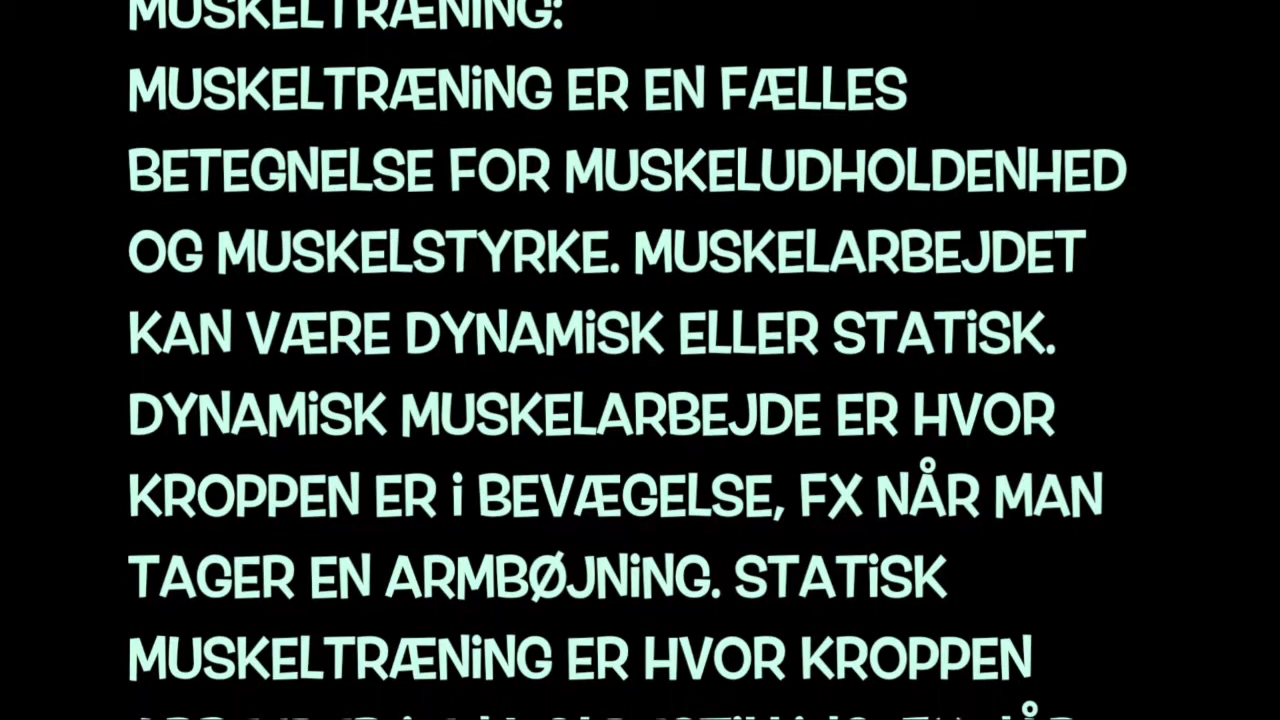 MUSKELTRÆNING:
MUSKELTRÆNING ER EN FÆLLES
BETEGNELSE FOR MUSKELUDHOLDENHED
OG MUSKELSTYRKE. MUSKELARBEJDET
KAN VÆRE DYNAMISK ELLER STATISK.
DYNAMISK MUSKELARBEJDE ER HVOR
KROPPEN ER I BEVÆGELSE, FX NÅR MAN
TAGER EN ARMBØJNING. STATISK
MUSKELTRÆNING ER HVOR KROPPEN